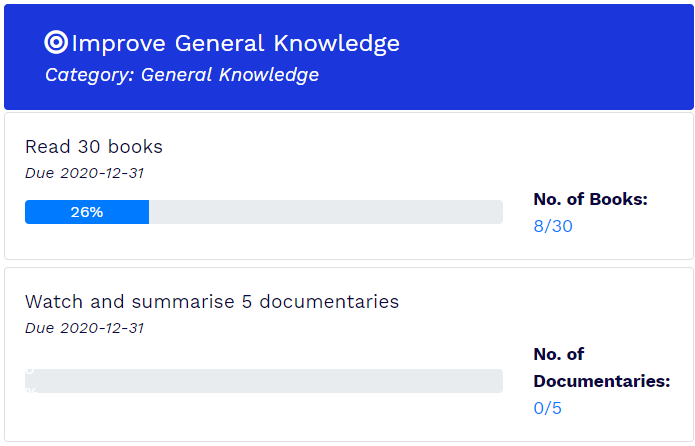 Improve General Knowledge
Category: General Knowledge
Read 30 books
Due 2020-12-31
26%
No. of Books:
8/30
Watch and summarise 5 documentaries
Due 2020-12-31
No. of
Documentaries:
0/5